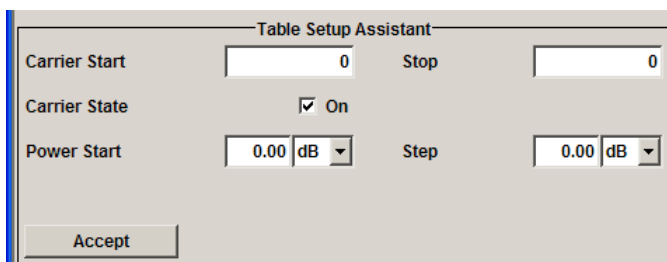 Table Setup Assistant
Carrier Start 0 Stop 0
Carrier State On
Power Start 0.00 dB Step 0.00 dB
Accept